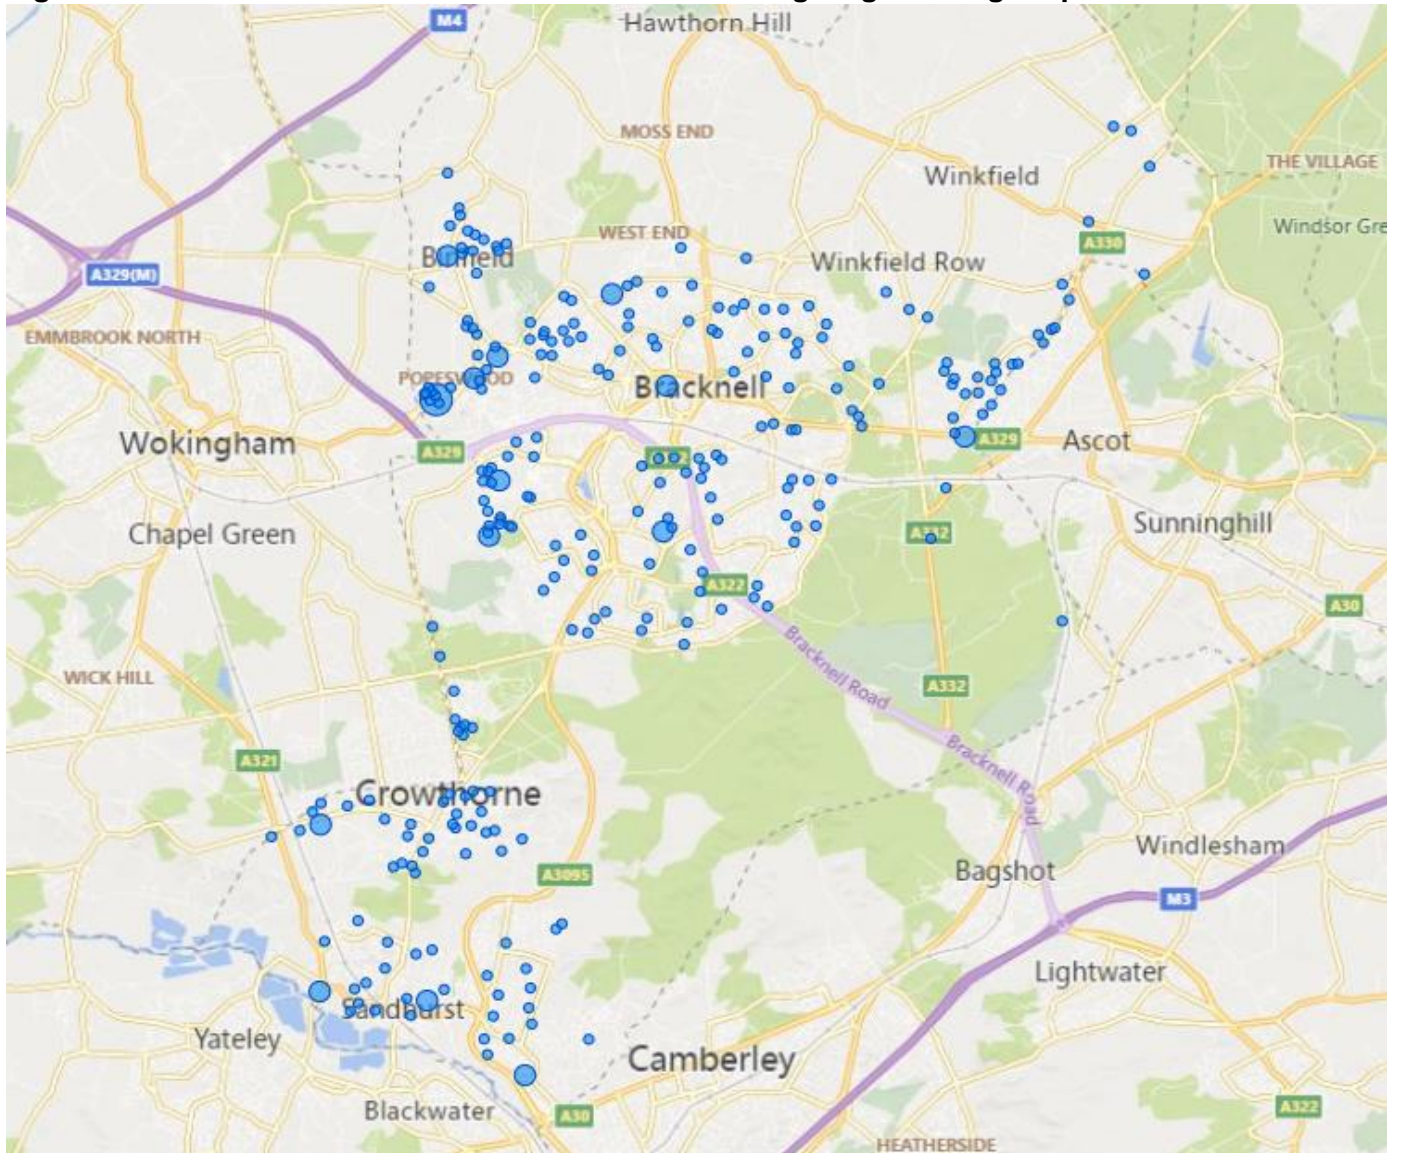 M4
Hawthorn Hill
MOSS END
THE VILLAGE
Winkfield
Windsor Gre
WEST END
A330
Binfield
Winkfield Row
A329(M)
EMMBROOK NORTH
POPESWOOD
Bracknell
Wokingham
A329
A329
Ascot
Chapel Green
Sunninghill
A332
A322
A30
Bracknell Road
WICK HILL
A332
Bracknell Road
A321
Crowthorne
Windlesham
Bagshot
A3095
M3
Lightwater
Sandhurst
Yateley
Camberley
Blackwater
A30
A322
HEATHERSIDE